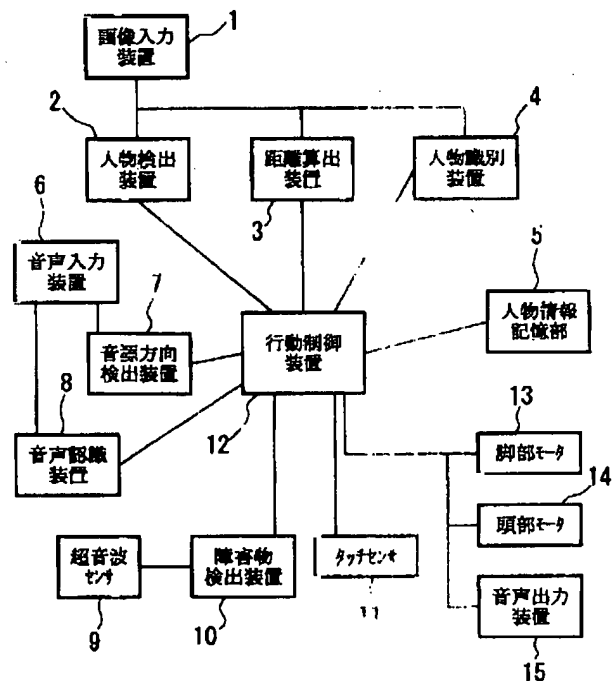 画像入力
装置
1
2
人物検出
装置
距離算出
装置
3
4
人物識別
装置
6
音声入力
装置
5
人物情報
記憶部
7
音源方向
検出装置
行動制御
装置
12
8
音声認識
装置
13
脚部モータ
14
頭部モータ
超音波
センサ
9
障害物
検出装置
10
タッチセンサ
11
音声出力
装置
15